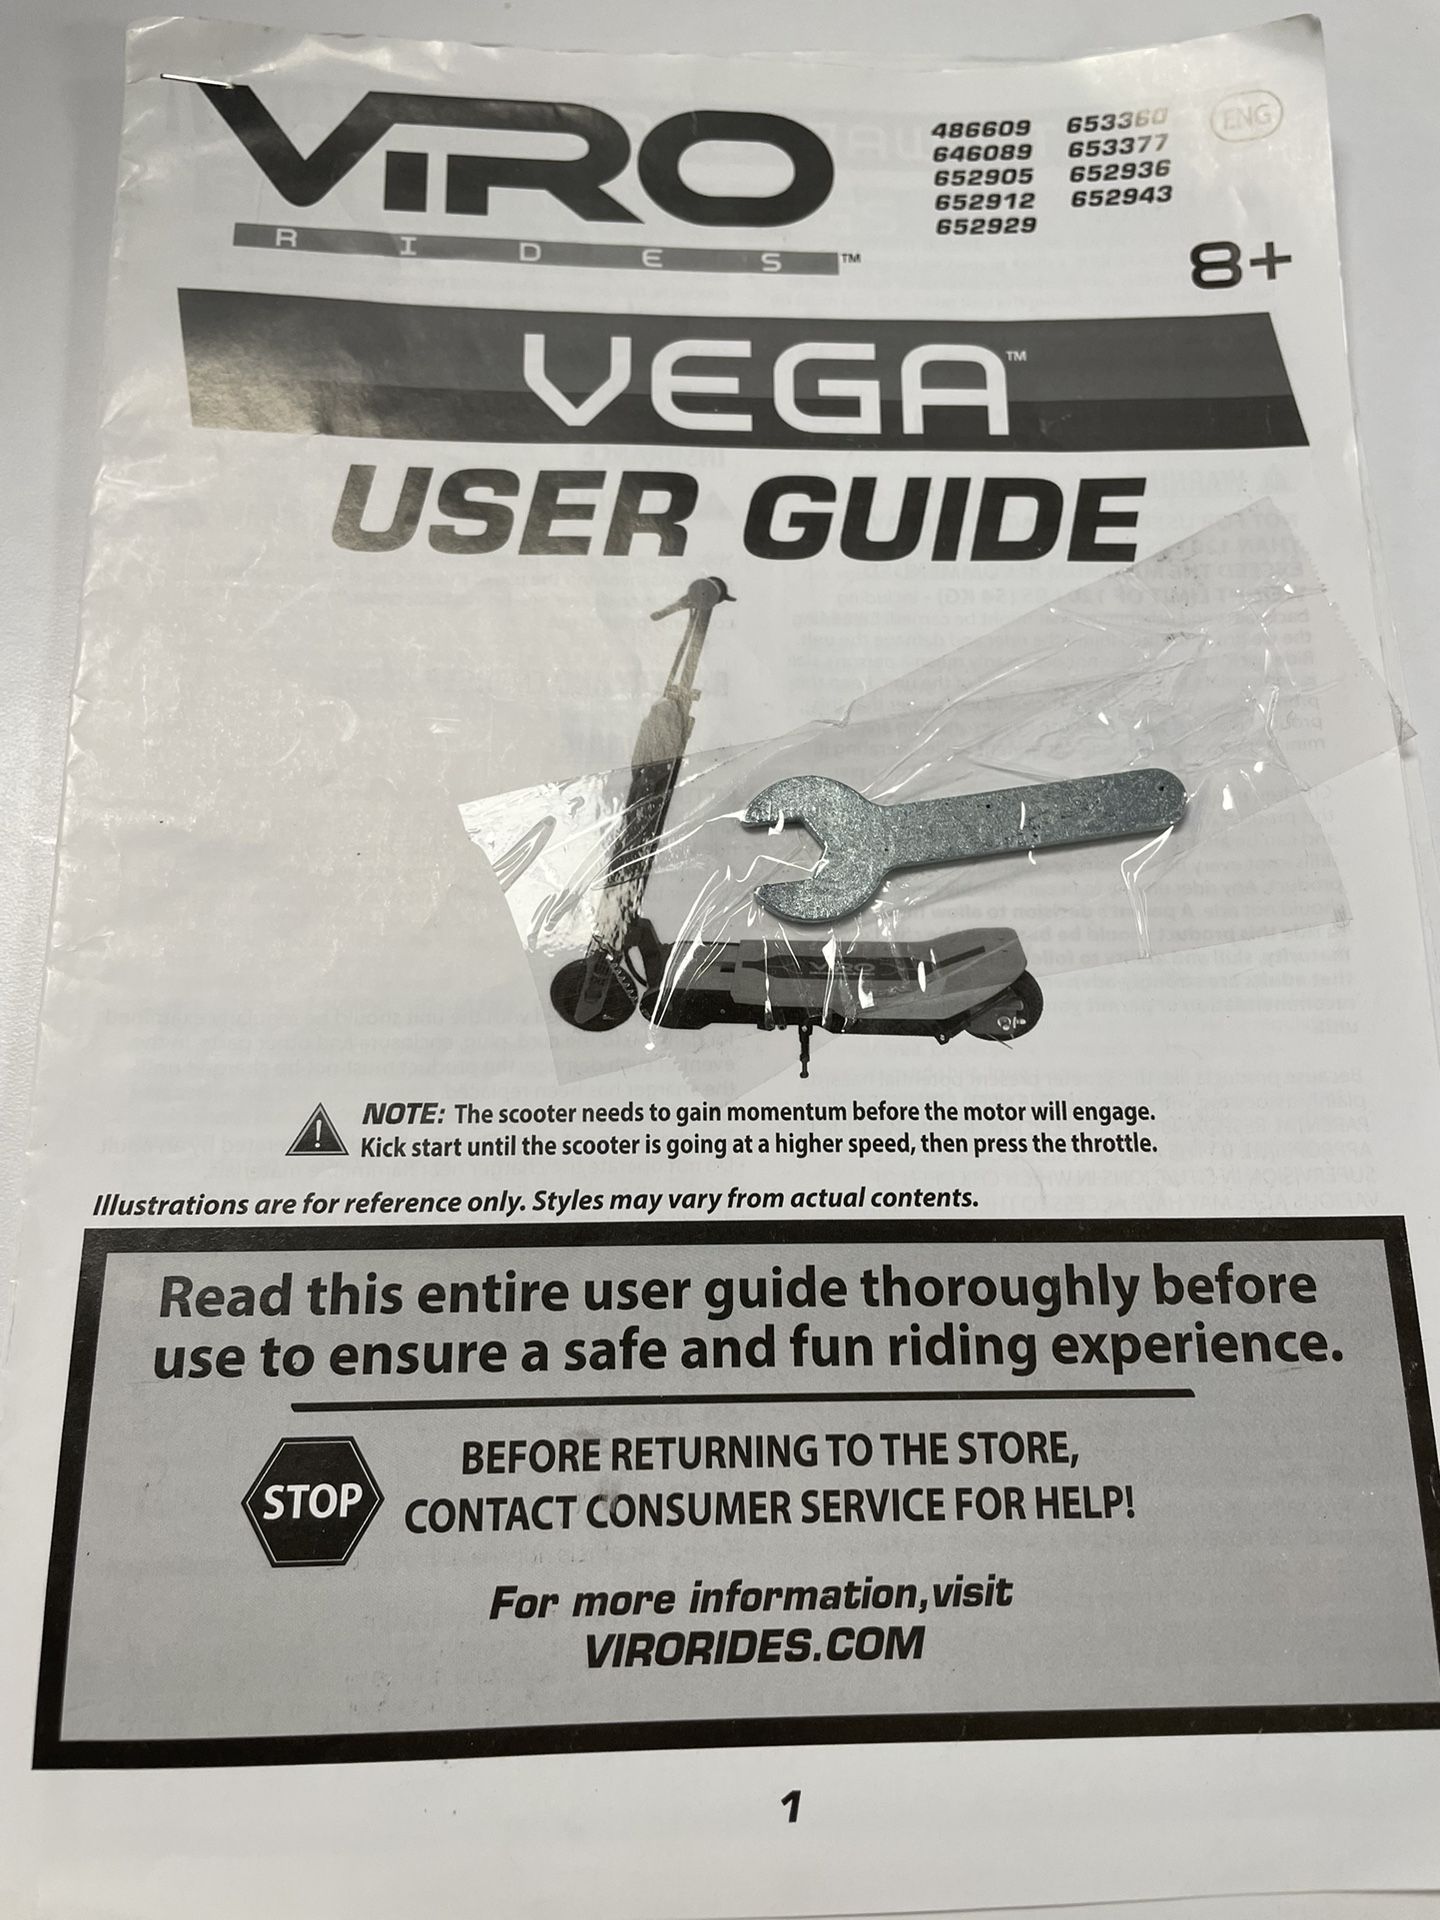 VIRO
RIDES™
486609 653360
646089 653377
652905 652936
652912 652943
652929
ENG
8+
VEGA™
USER GUIDE
VIRO
NOTE: The scooter needs to gain momentum before the motor will engage.
Kick start until the scooter is going at a higher speed, then press the throttle.
Illustrations are for reference only. Styles may vary from actual contents.
Read this entire user guide thoroughly before
use to ensure a safe and fun riding experience.
STOP
BEFORE RETURNING TO THE STORE,
CONTACT CONSUMER SERVICE FOR HELP!
For more information,visit
VIRORIDES.COM
1